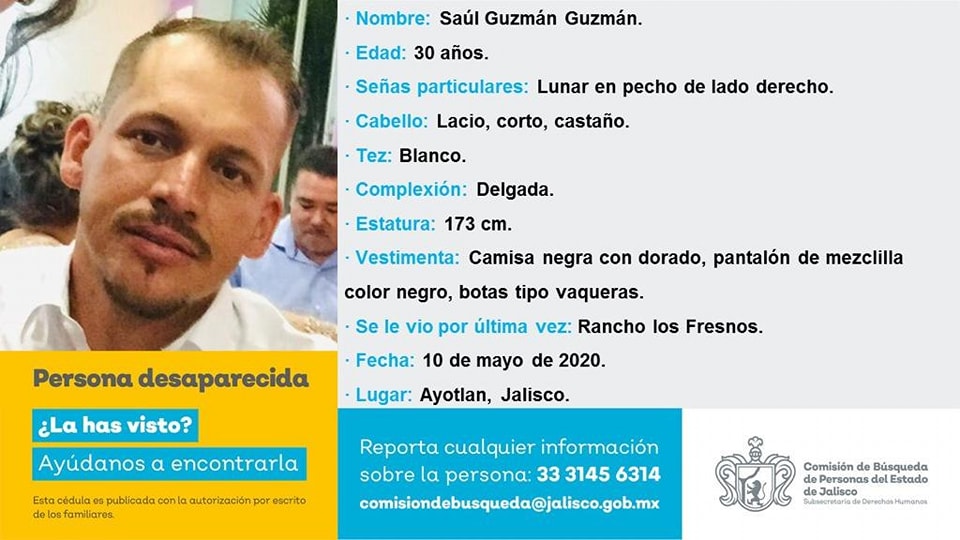 · Nombre: Saúl Guzmán Guzmán.
· Edad: 30 años.
· Señas particulares: Lunar en pecho de lado derecho.
· Cabello: Lacio, corto, castaño.
· Tez: Blanco.
· Complexión: Delgada.
· Estatura: 173 cm.
· Vestimenta: Camisa negra con dorado, pantalón de mezclilla
color negro, botas tipo vaqueras.
· Se le vio por última vez: Rancho los Fresnos.
· Fecha: 10 de mayo de 2020.
· Lugar: Ayotlan, Jalisco.
Persona desaparecida
¿La has visto?
Ayúdanos a encontrarla
Esta cédula es publicada con la autorización por escrito
de los familiares.
Reporta cualquier información
sobre la persona: 33 3145 6314
comisiondebusqueda@jalisco.gob.mx
Comisión de Búsqueda
de Personas del Estado
de Jalisco
Subsecretaría de Derechos Humanos